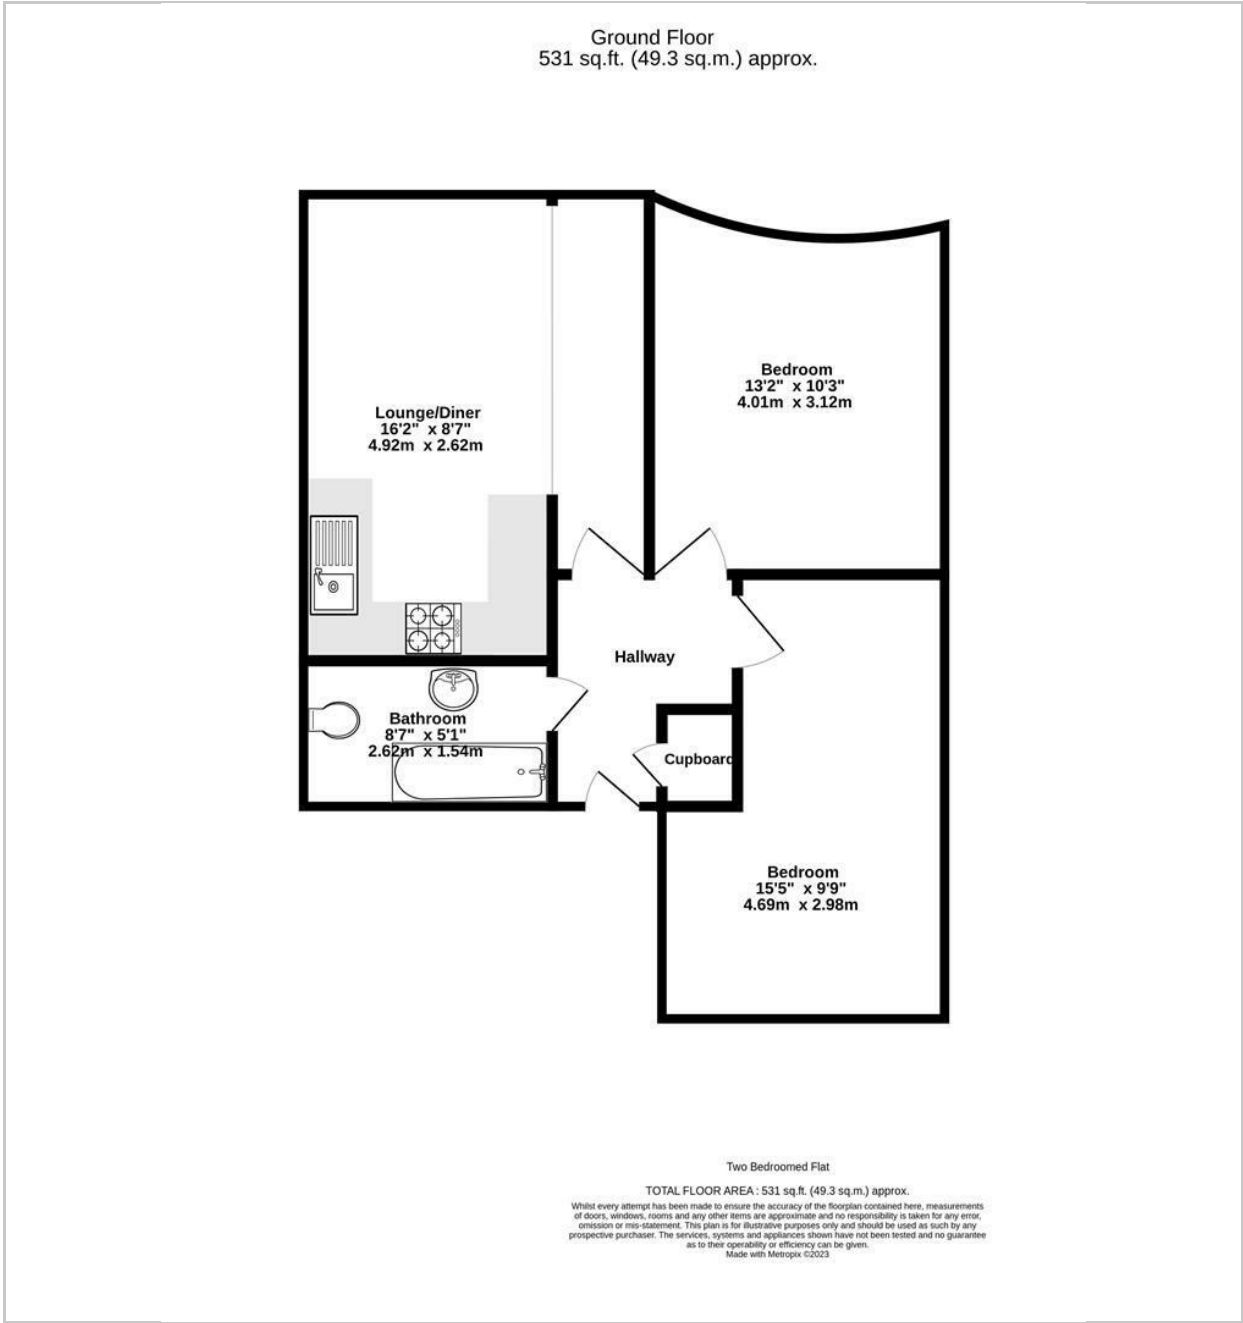 Ground Floor
531 sq.ft. (49.3 sq.m.) approx.
Bedroom
13'2" x 10'3"
4.01m x 3.12m
Lounge/Diner
16'2" x 8'7"
4.92m x 2.62m
Hallway
Bathroom
8'7" x 5'1"
2.62m x 1.54m
Cupboard
Bedroom
15'5" x 9'9"
4.69m x 2.98m
Two Bedroomed Flat
TOTAL FLOOR AREA : 531 sq.ft. (49.3 sq.m.) approx.
Whilst every attempt has been made to ensure the accuracy of the floorplan contained here, measurements
of doors, windows, rooms and any other items are approximate and no responsibility is taken for any error,
omission or mis-statement. This plan is for illustrative purposes only and should be used as such by any
prospective purchaser. The services, systems and appliances shown have not been tested and no guarantee
as to their operability or efficiency can be given.
Made with Metropix ©2023